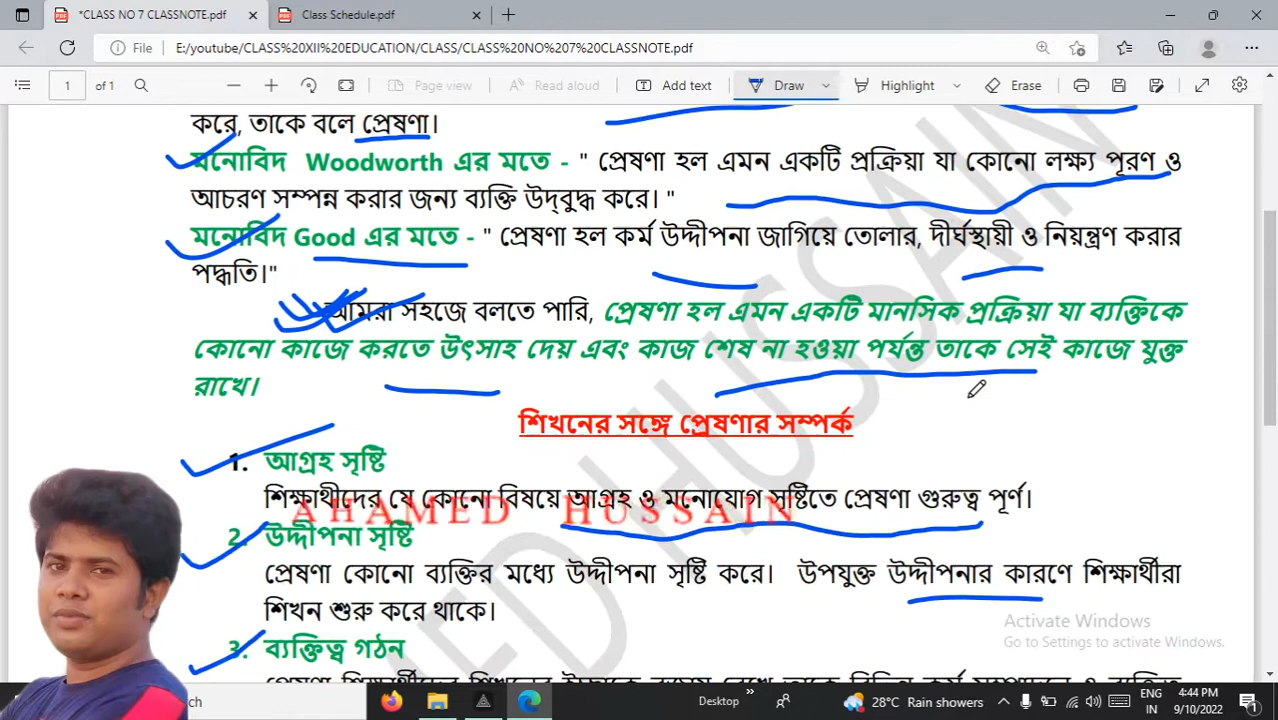 *CLASS NO 7 CLASSNOTE.pdf
Class Schedule.pdf
File
E:/youtube/CLASS%20XII%20EDUCATION/CLASS/CLASS%20NO%207%20CLASSNOTE.pdf
1 of 1
Page view
Read aloud
Add text
Draw
Highlight
Erase
করে, তাকে বলে প্রেষণা।
মনোবিদ Woodworth এর মতে - " প্রেষণা হল এমন একটি প্রক্রিয়া যা কোনো লক্ষ্য পূরণ ও
আচরণ সম্পন্ন করার জন্য ব্যক্তি উদ্‌বুদ্ধ করে। "
মনোবিদ Good এর মতে - " প্রেষণা হল কর্ম উদ্দীপনা জাগিয়ে তোলার, দীর্ঘস্থায়ী ও নিয়ন্ত্রণ করার
পদ্ধতি।"
আমরা সহজে বলতে পারি, প্রেষণা হল এমন একটি মানসিক প্রক্রিয়া যা ব্যক্তিকে
কোনো কাজে করতে উৎসাহ দেয় এবং কাজ শেষ না হওয়া পর্যন্ত তাকে সেই কাজে যুক্ত
রাখে।
শিখনের সঙ্গে প্রেষণার সম্পর্ক
1. আগ্রহ সৃষ্টি
শিক্ষার্থীদের যে কোনো বিষয়ে আগ্রহ ও মনোযোগ সৃষ্টিতে প্রেষণা গুরুত্ব পূর্ণ।
AHAMED HUSSAIN
2. উদ্দীপনা সৃষ্টি
প্রেষণা কোনো ব্যক্তির মধ্যে উদ্দীপনা সৃষ্টি করে। উপযুক্ত উদ্দীপনার কারণে শিক্ষার্থীরা
শিখন শুরু করে থাকে।
3. ব্যক্তিত্ব গঠন
MED HUSSAIN
Activate Windows
Go to Settings to activate Windows.
rch
Desktop
28°C Rain showers
ENG
IN
4:44 PM
9/10/2022
1